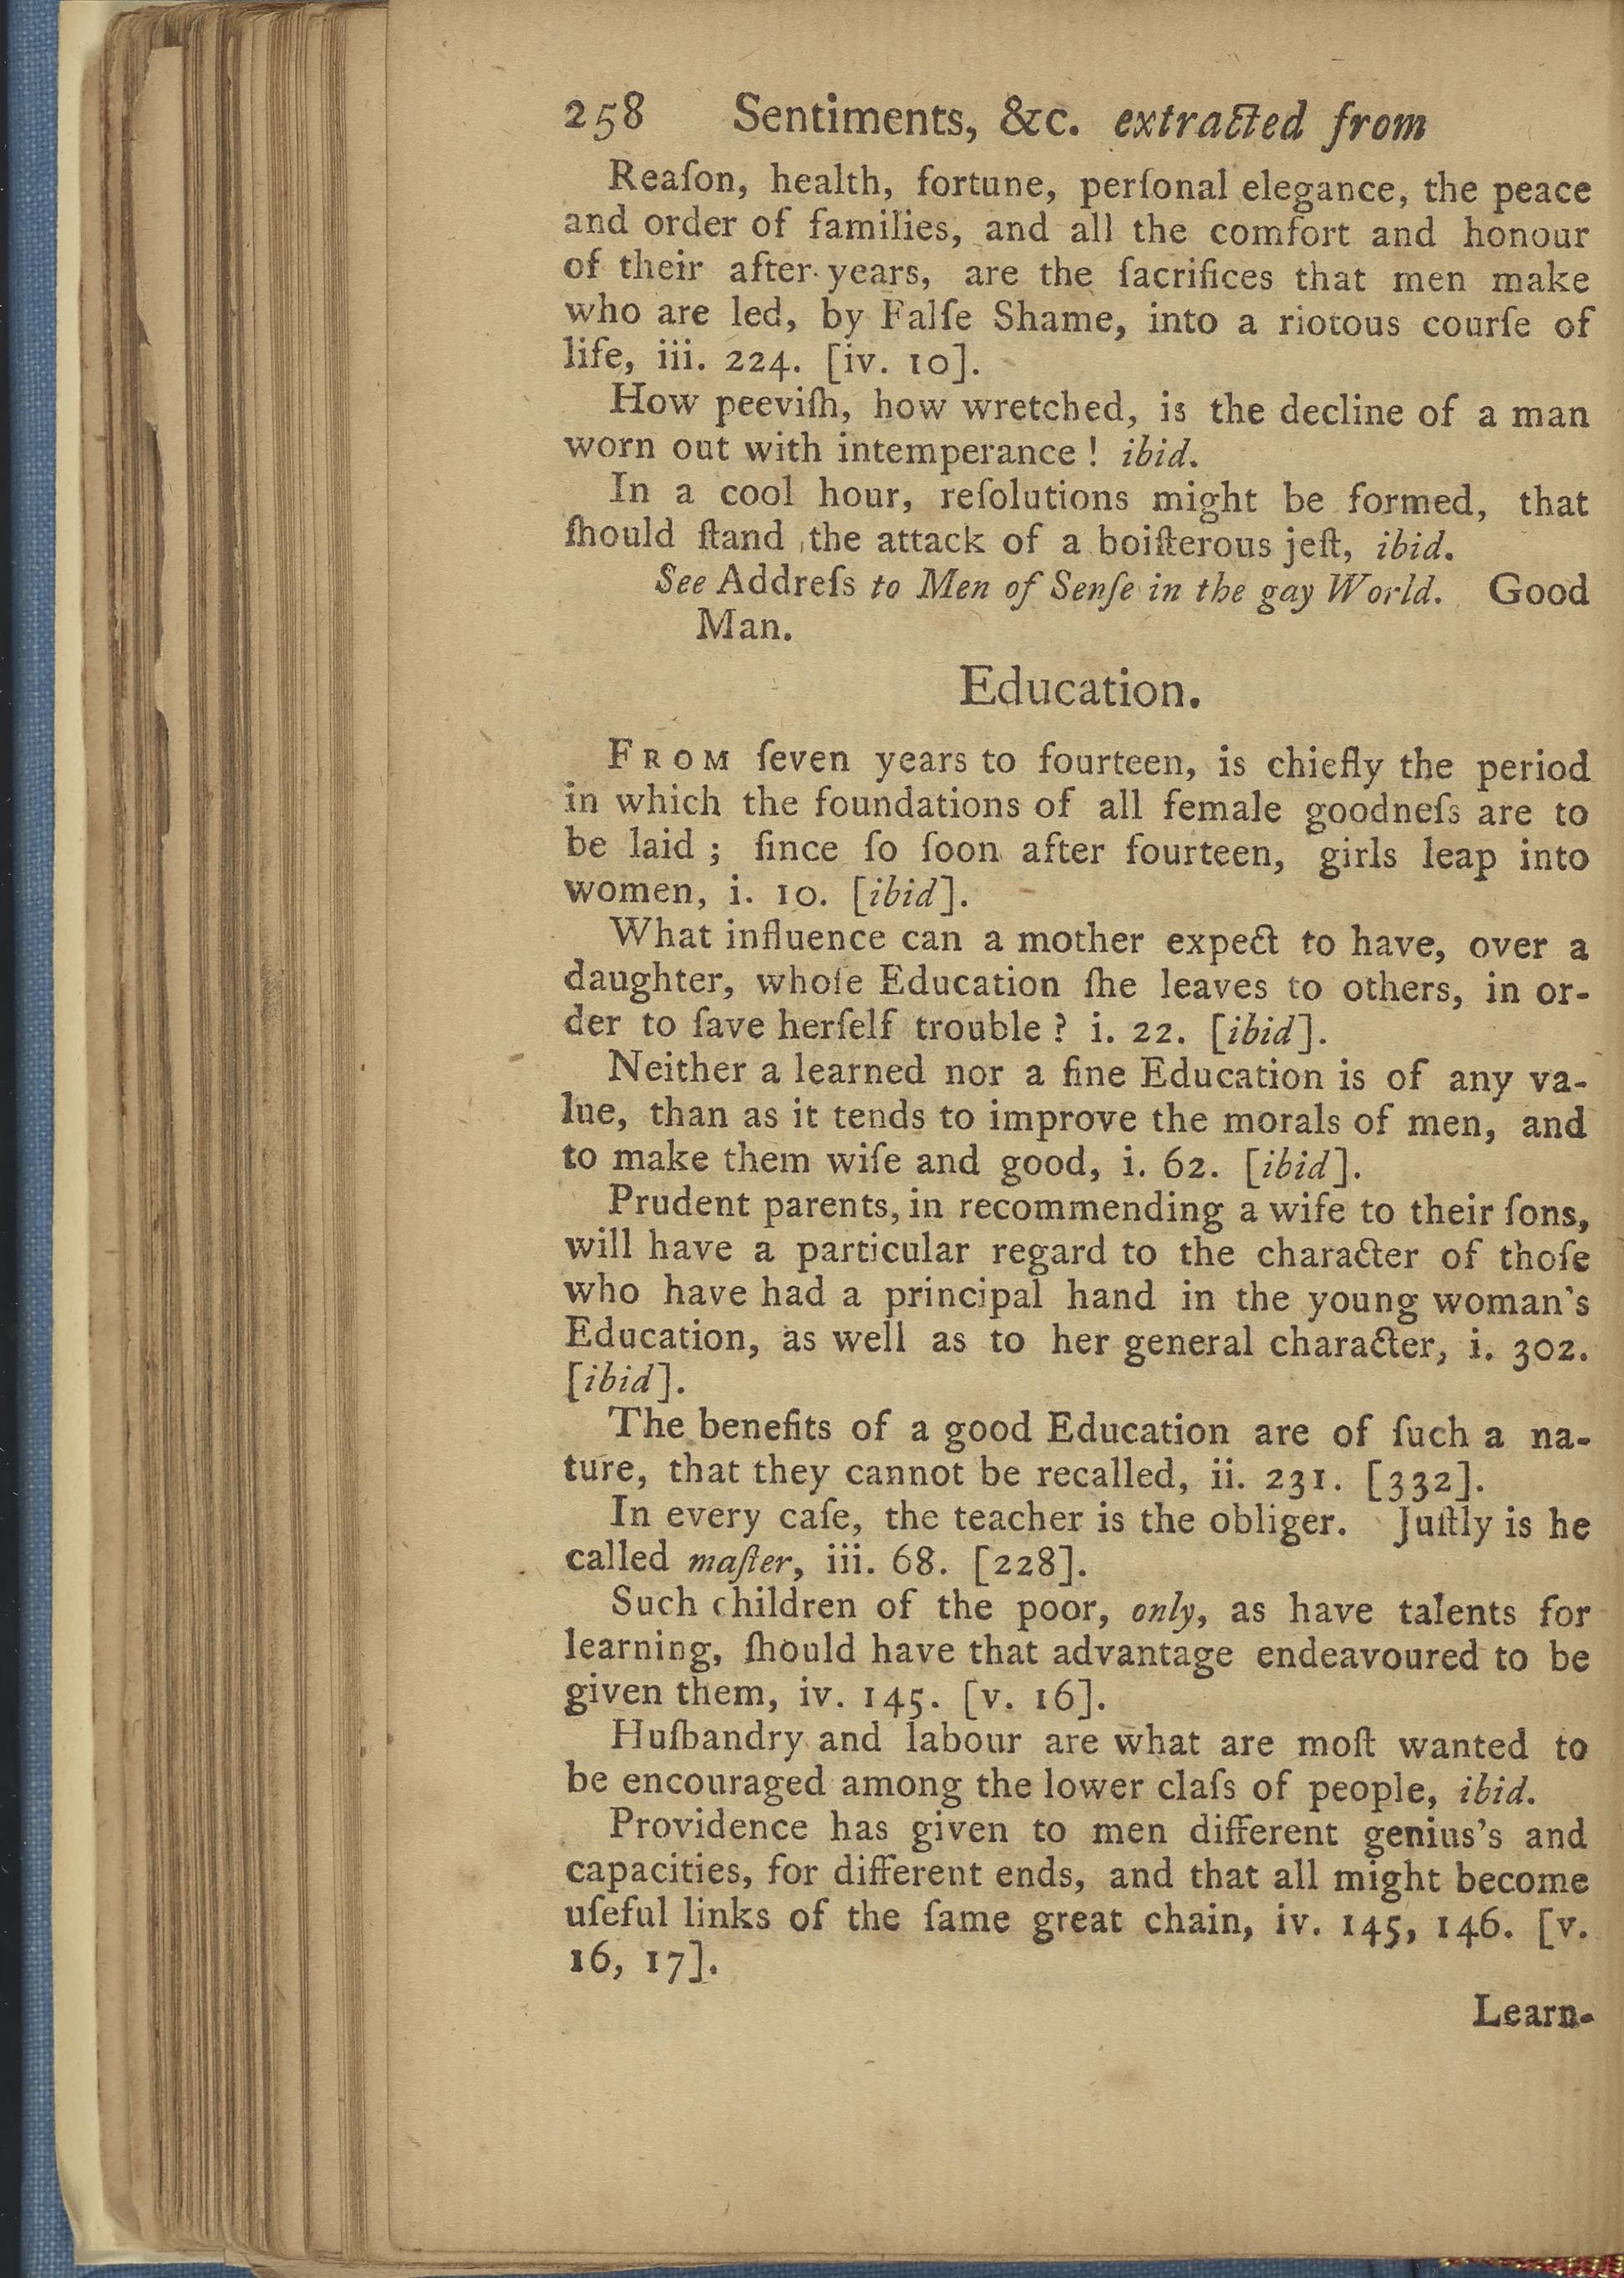 258 Sentiments, &c. extracted from
Reaſon, health, fortune, perſonal elegance, the peace
and order of families, and all the comfort and honour
of their after-years, are the ſacrifices that men make
who are led, by Falſe Shame, into a riotous courſe of
life, iii. 224. [iv. 10].
How peeviſh, how wretched, is the decline of a man
worn out with intemperance! ibid.
In a cool hour, reſolutions might be formed, that
ſhould ſtand the attack of a boiſterous jeſt, ibid.
See Addreſs to Men of Senſe in the gay World. Good
Man.
Education.
FROM ſeven years to fourteen, is chiefly the period
in which the foundations of all female goodneſs are to
be laid; ſince ſo ſoon after fourteen, girls leap into
women, i. 10. [ibid].
What influence can a mother expect to have, over a
daughter, whoſe Education ſhe leaves to others, in or-
der to ſave herſelf trouble? i. 22. [ibid].
Neither a learned nor a fine Education is of any va-
lue, than as it tends to improve the morals of men, and
to make them wiſe and good, i. 62. [ibid].
Prudent parents, in recommending a wife to their ſons,
will have a particular regard to the character of thoſe
who have had a principal hand in the young woman's
Education, as well as to her general character, i. 302.
[ibid].
The benefits of a good Education are of ſuch a na-
ture, that they cannot be recalled, ii. 231. [332].
In every caſe, the teacher is the obliger. Juſtly is he
called maſter, iii. 68. [228].
Such children of the poor, only, as have talents for
learning, ſhould have that advantage endeavoured to be
given them, iv. 145. [v. 16].
Huſbandry and labour are what are moſt wanted to
be encouraged among the lower claſs of people, ibid.
Providence has given to men different genius's and
capacities, for different ends, and that all might become
uſeful links of the ſame great chain, iv. 145, 146. [v.
16, 17].
Learn-